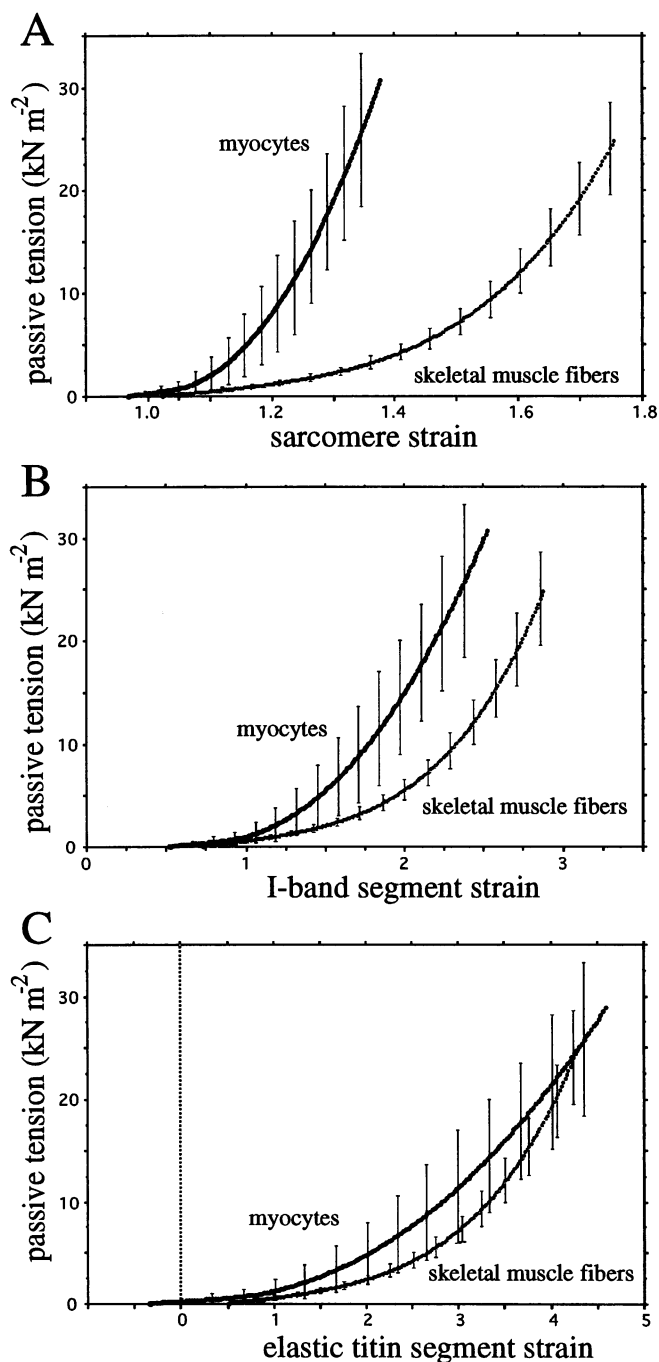 A
passive tension (kN m-2)
30
20
10
0
myocytes
skeletal muscle fibers
1.0 1.2 1.4 1.6 1.8
sarcomere strain
B
passive tension (kN m-2)
30
20
10
0
myocytes
skeletal muscle fibers
0 1 2 3
I-band segment strain
C
passive tension (kN m-2)
30
20
10
0
myocytes
skeletal muscle fibers
0 1 2 3 4 5
elastic titin segment strain